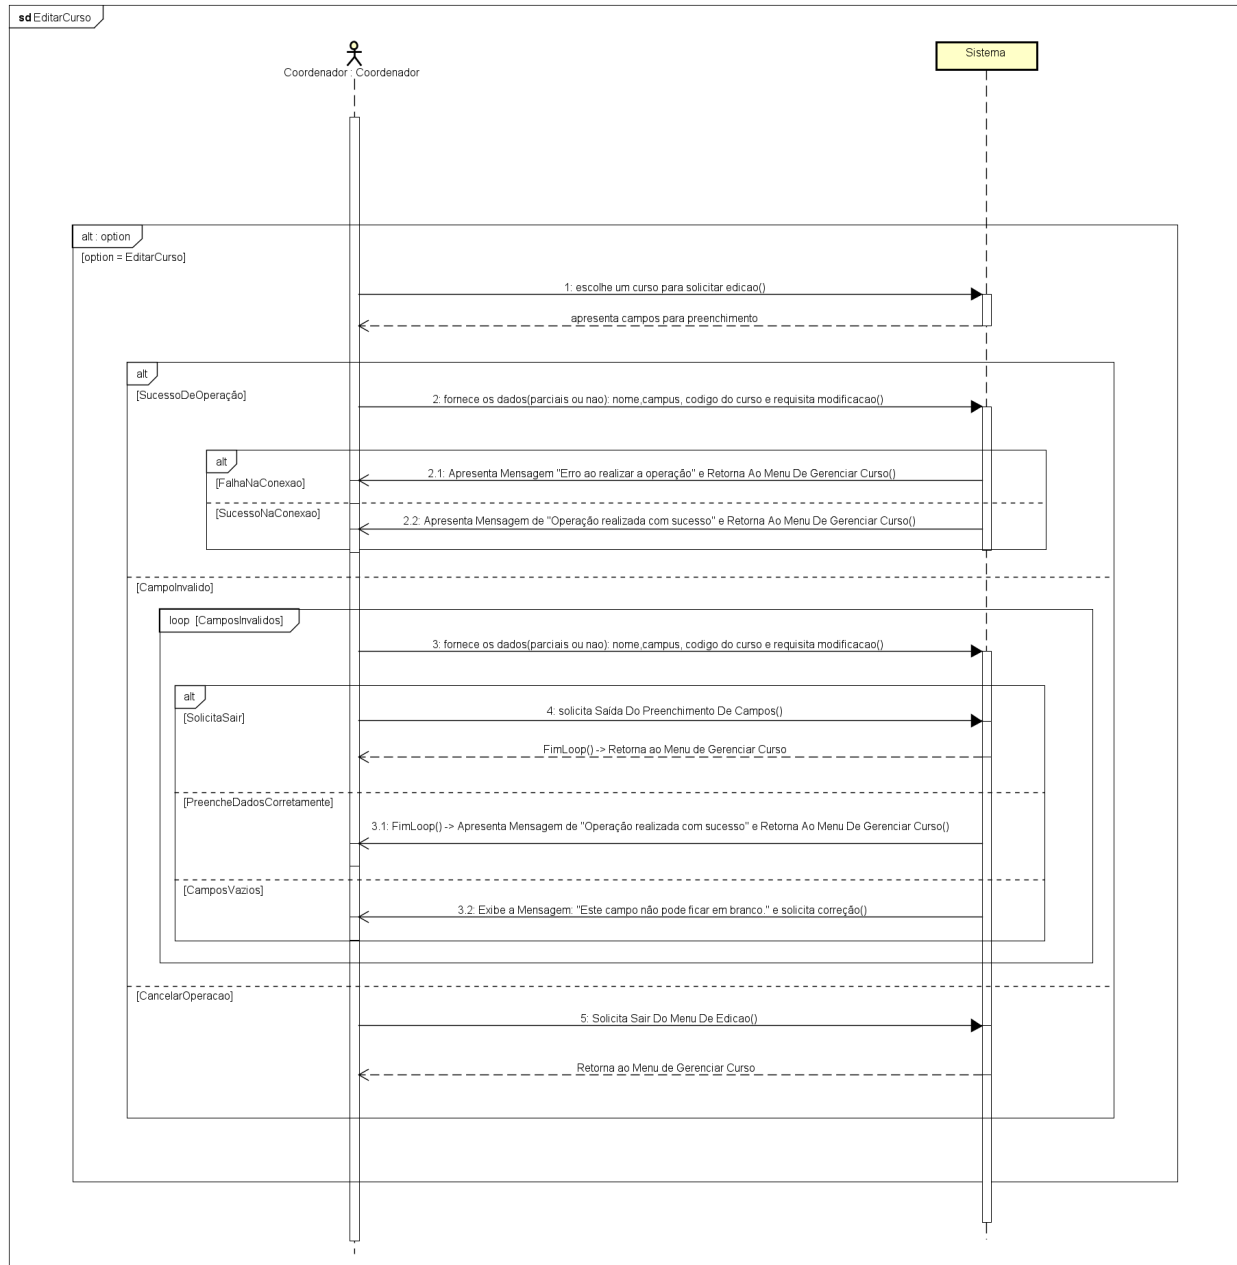 sd EditarCurso
Coordenador : Coordenador
Sistema
alt : option
[option = EditarCurso]
1: escolhe um curso para solicitar edicao()
apresenta campos para preenchimento
alt
[SucessoDeOperação]
2: fornece os dados(parciais ou nao): nome,campus, codigo do curso e requisita modificacao()
alt
[FalhaNaConexao]
2.1: Apresenta Mensagem "Erro ao realizar a operação" e Retorna Ao Menu De Gerenciar Curso()
[SucessoNaConexao]
2.2: Apresenta Mensagem de "Operação realizada com sucesso" e Retorna Ao Menu De Gerenciar Curso()
[CampoInvalido]
loop [CamposInvalidos]
3: fornece os dados(parciais ou nao): nome,campus, codigo do curso e requisita modificacao()
alt
[SolicitaSair]
4: solicita Saída Do Preenchimento De Campos()
FimLoop() -> Retorna ao Menu de Gerenciar Curso
[PreencheDadosCorretamente]
3.1: FimLoop() -> Apresenta Mensagem de "Operação realizada com sucesso" e Retorna Ao Menu De Gerenciar Curso()
[CamposVazios]
3.2: Exibe a Mensagem: "Este campo não pode ficar em branco." e solicita correção()
[CancelarOperacao]
5: Solicita Sair Do Menu De Edicao()
Retorna ao Menu de Gerenciar Curso